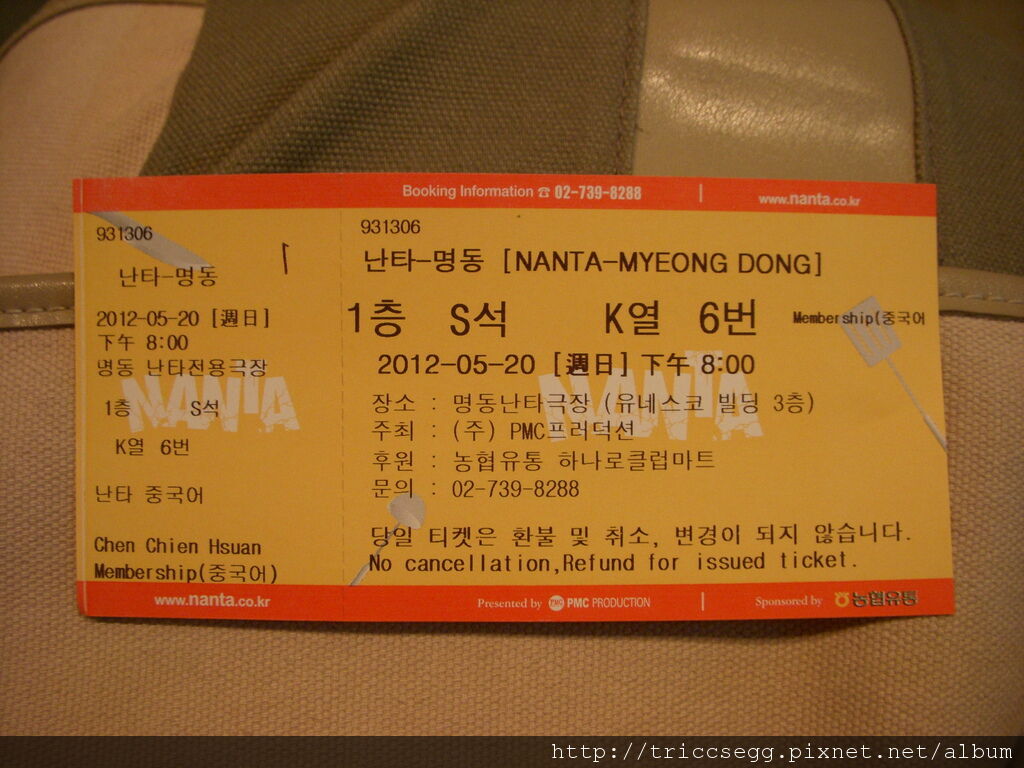 Booking Information ☎ 02-739-8288 | www.nanta.co.kr
931306
난타-명동
1
2012-05-20 [週日]
下午 8:00
명동 난타전용극장
1층 S석
K열 6번
난타 중국어
Chen Chien Hsuan
Membership(중국어)
www.nanta.co.kr
NANTA
931306
난타-명동 [NANTA-MYEONG DONG]
1층 S석 K열 6번 Membership(중국어
2012-05-20 [週日] 下午 8:00
장소 : 명동난타극장 (유네스코 빌딩 3층)
주최 : (주) PMC프러덕션
후원 : 농협유통 하나로클럽마트
문의 : 02-739-8288
NANTA
당일 티켓은 환불 및 취소, 변경이 되지 않습니다.
No cancellation,Refund for issued ticket.
Presented by PMC PMC PRODUCTION | Sponsored by 농협유통
http://triccsegg.pixnet.net/album